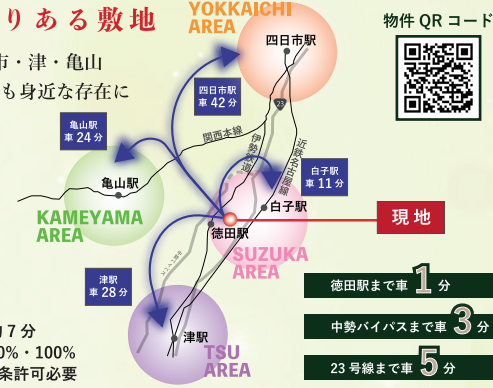 りある敷地
市・津・亀山
も身近な存在に
YOKKAICHI
AREA
四日市駅
物件QRコード
四日市駅
車42分
23
亀山駅
車24分
関西本線
伊勢鉄道
近鉄名古屋線
白子駅
車11分
亀山駅
白子駅
KAMEYAMA
AREA
徳田駅
現地
SUZUKA
AREA
津駅
車28分
徳田駅まで車1分
中勢バイパスまで車3分
23号線まで車5分
津駅
TSU
AREA
7分
0%・100%
条許可必要